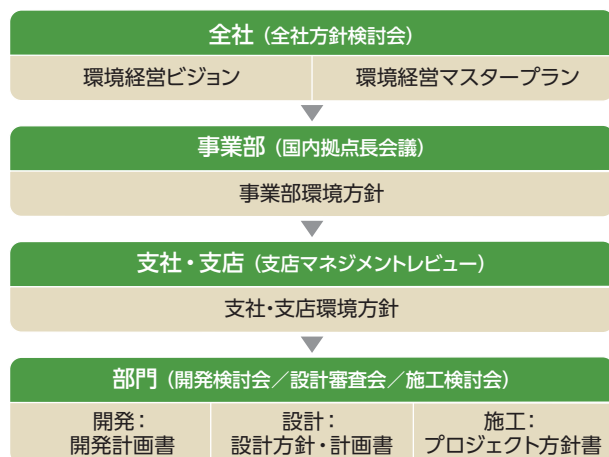 全社（全社方針検討会）
環境経営ビジョン
環境経営マスタープラン
事業部（国内拠点長会議）
事業部環境方針
支社・支店（支店マネジメントレビュー）
支社・支店環境方針
部門（開発検討会／設計審査会／施工検討会）
開発：
開発計画書
設計：
設計方針・計画書
施工：
プロジェクト方針書